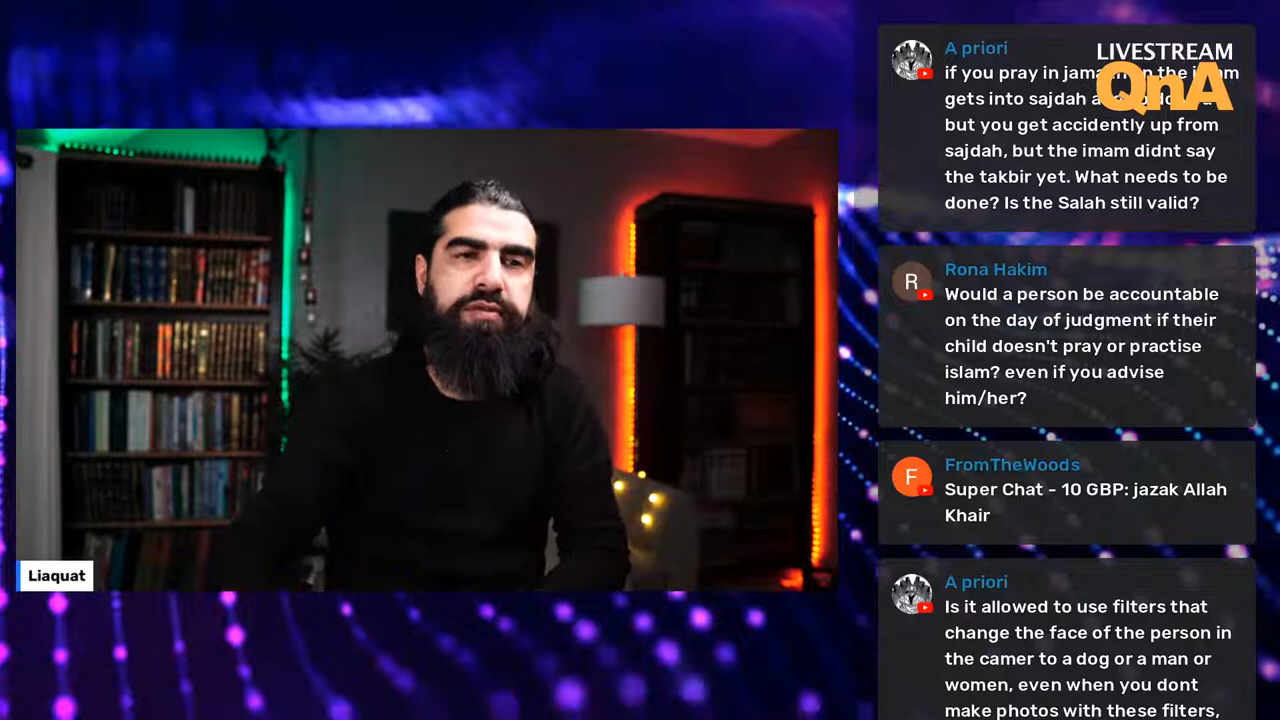 LIVESTREAM
QnA
A priori
if you pray in
gets into sajdah
but you get accidently up from
sajdah, but the imam didnt say
the takbir yet. What needs to be
done? Is the Salah still valid?
R
Rona Hakim
Would a person be accountable
on the day of judgment if their
child doesn't pray or practise
islam? even if you advise
him/her?
F
FromTheWoods
Super Chat - 10 GBP: jazak Allah
Khair
A priori
Is it allowed to use filters that
change the face of the person in
the camer to a dog or a man or
women, even when you dont
make photos with these filters,
Liaquat